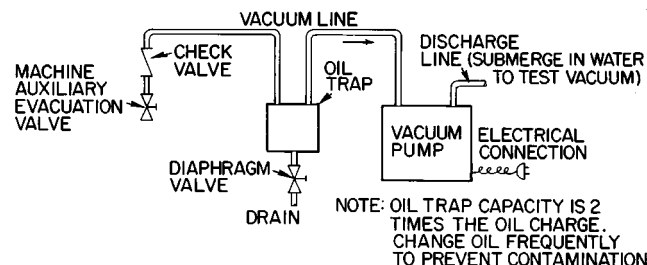 VACUUM LINE
CHECK
VALVE
MACHINE
AUXILIARY
EVACUATION
VALVE
OIL
TRAP
DISCHARGE
LINE (SUBMERGE IN WATER
TO TEST VACUUM)
VACUUM
PUMP
ELECTRICAL
CONNECTION
DIAPHRAGM
VALVE
DRAIN
NOTE: OIL TRAP CAPACITY IS 2
TIMES THE OIL CHARGE.
CHANGE OIL FREQUENTLY
TO PREVENT CONTAMINATION